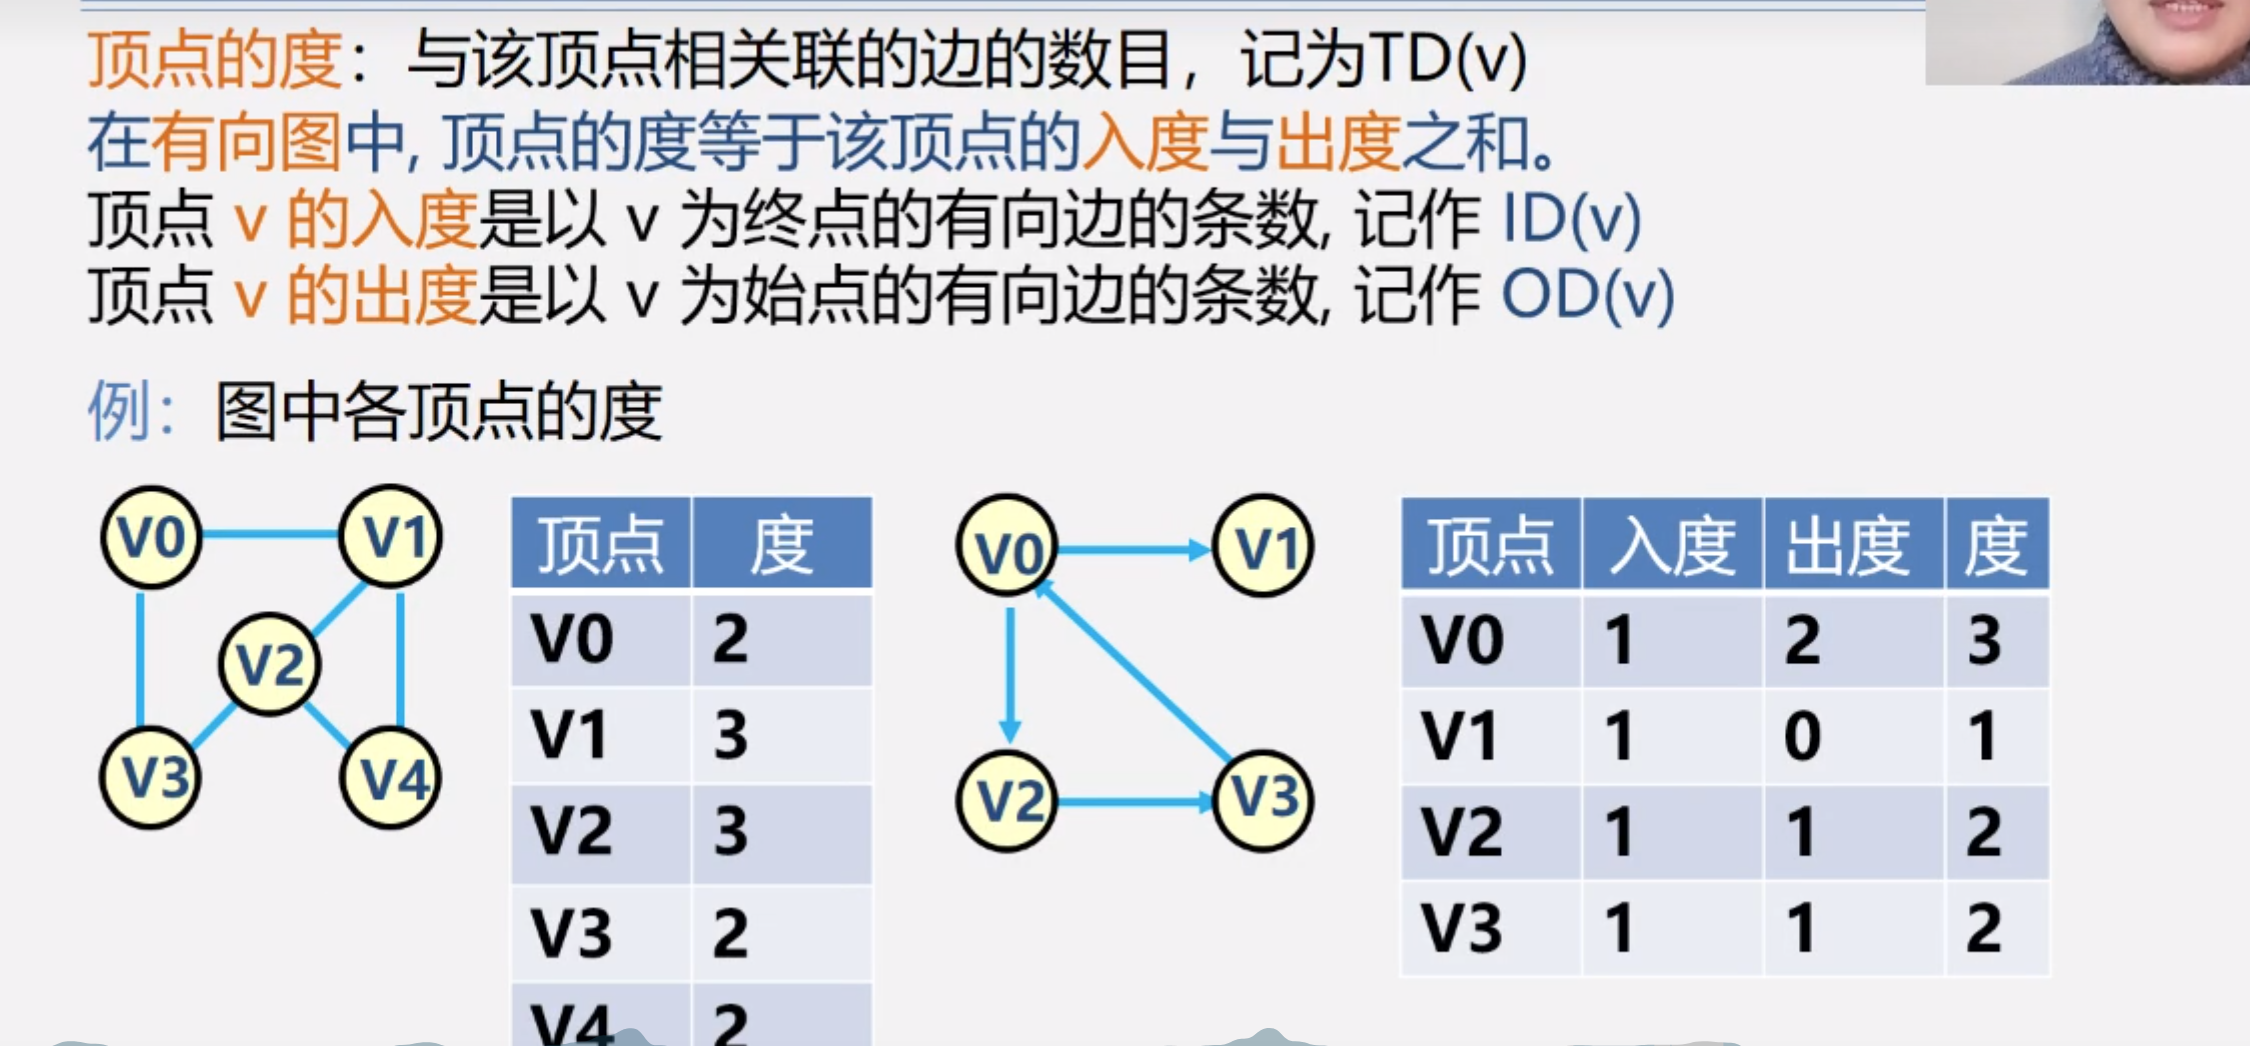 顶点的度：与该顶点相关联的边的数目，记为TD(v)
在有向图中, 顶点的度等于该顶点的入度与出度之和。
顶点 v 的入度是以 v 为终点的有向边的条数, 记作 ID(v)
顶点 v 的出度是以 v 为始点的有向边的条数, 记作 OD(v)
例：图中各顶点的度
V0 V1
V2
V3 V4
顶点 度
V0 2
V1 3
V2 3
V3 2
V4 2
V0 V1
V2 V3
顶点 入度 出度 度
V0 1 2 3
V1 1 0 1
V2 1 1 2
V3 1 1 2